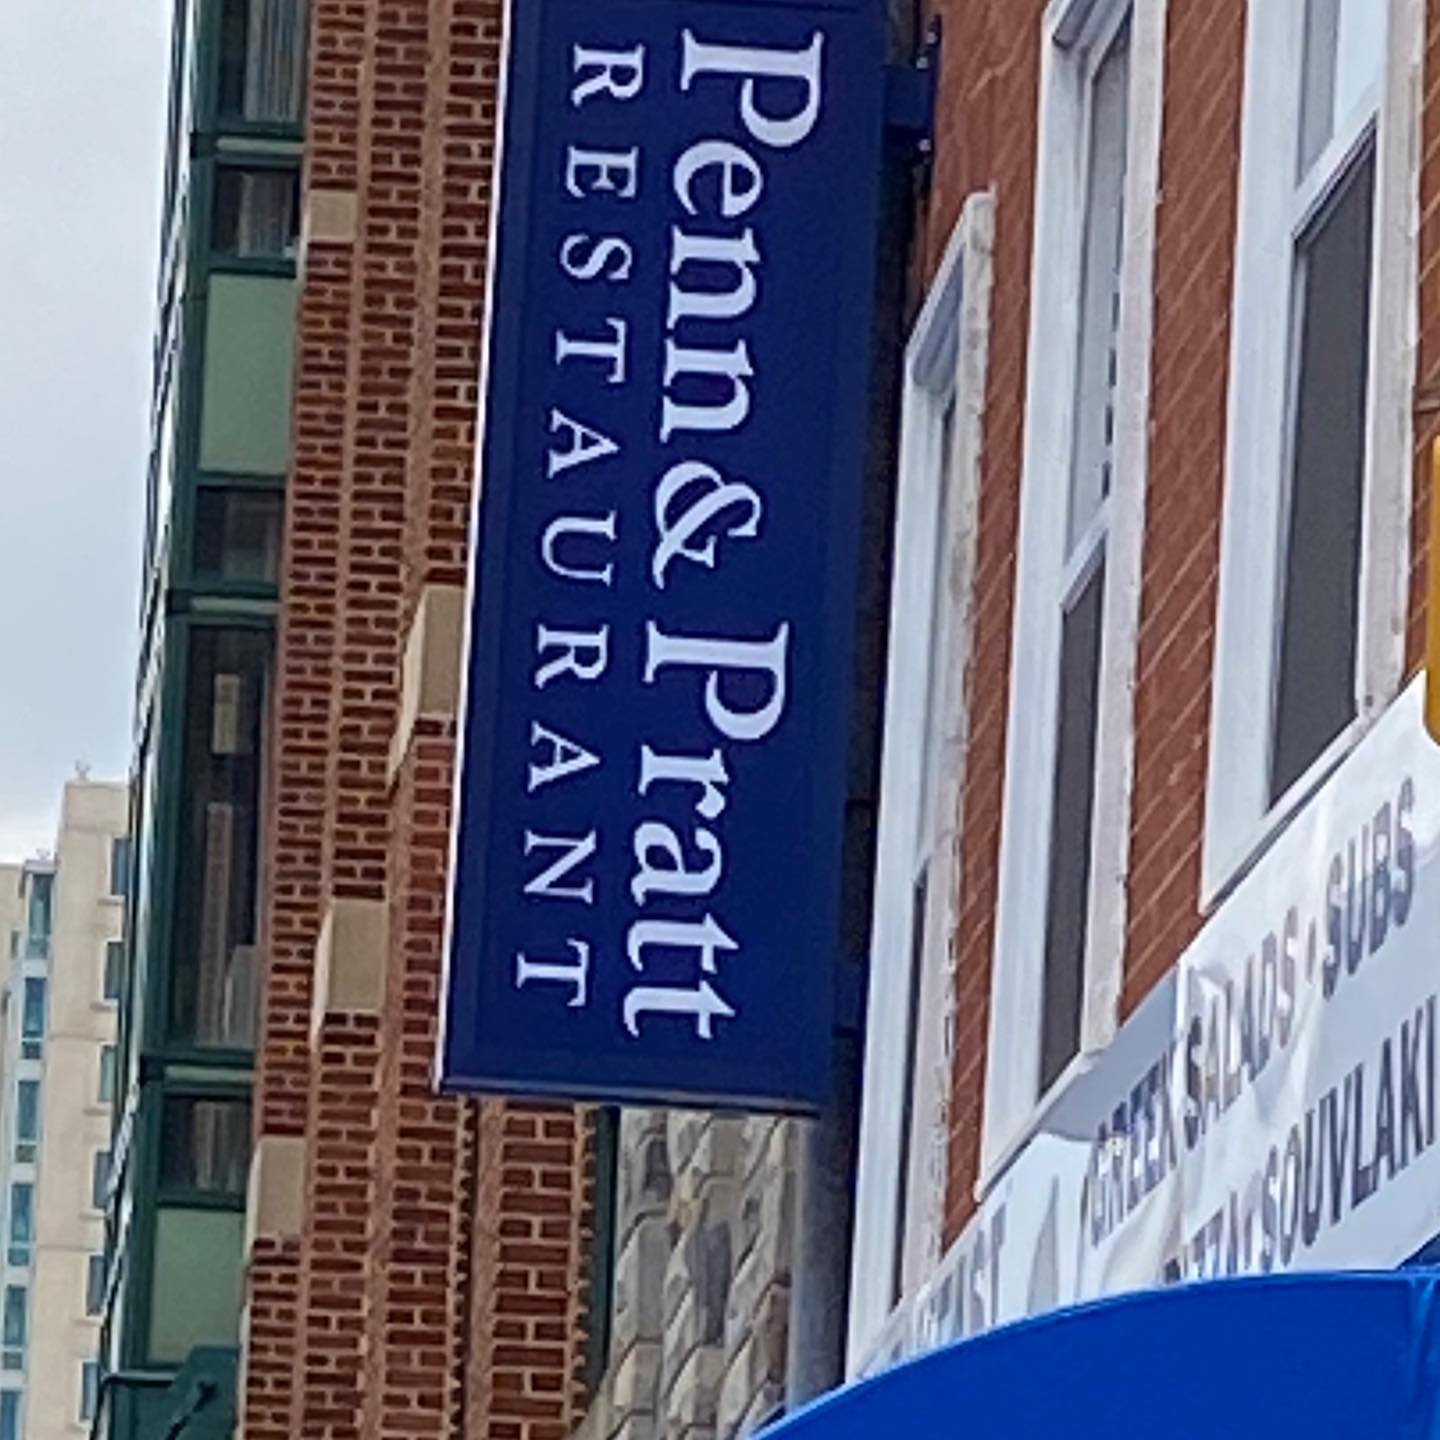 Penn & Pratt
RESTAURANT
GREEK SALADS • SUBS
SOUVLAKI